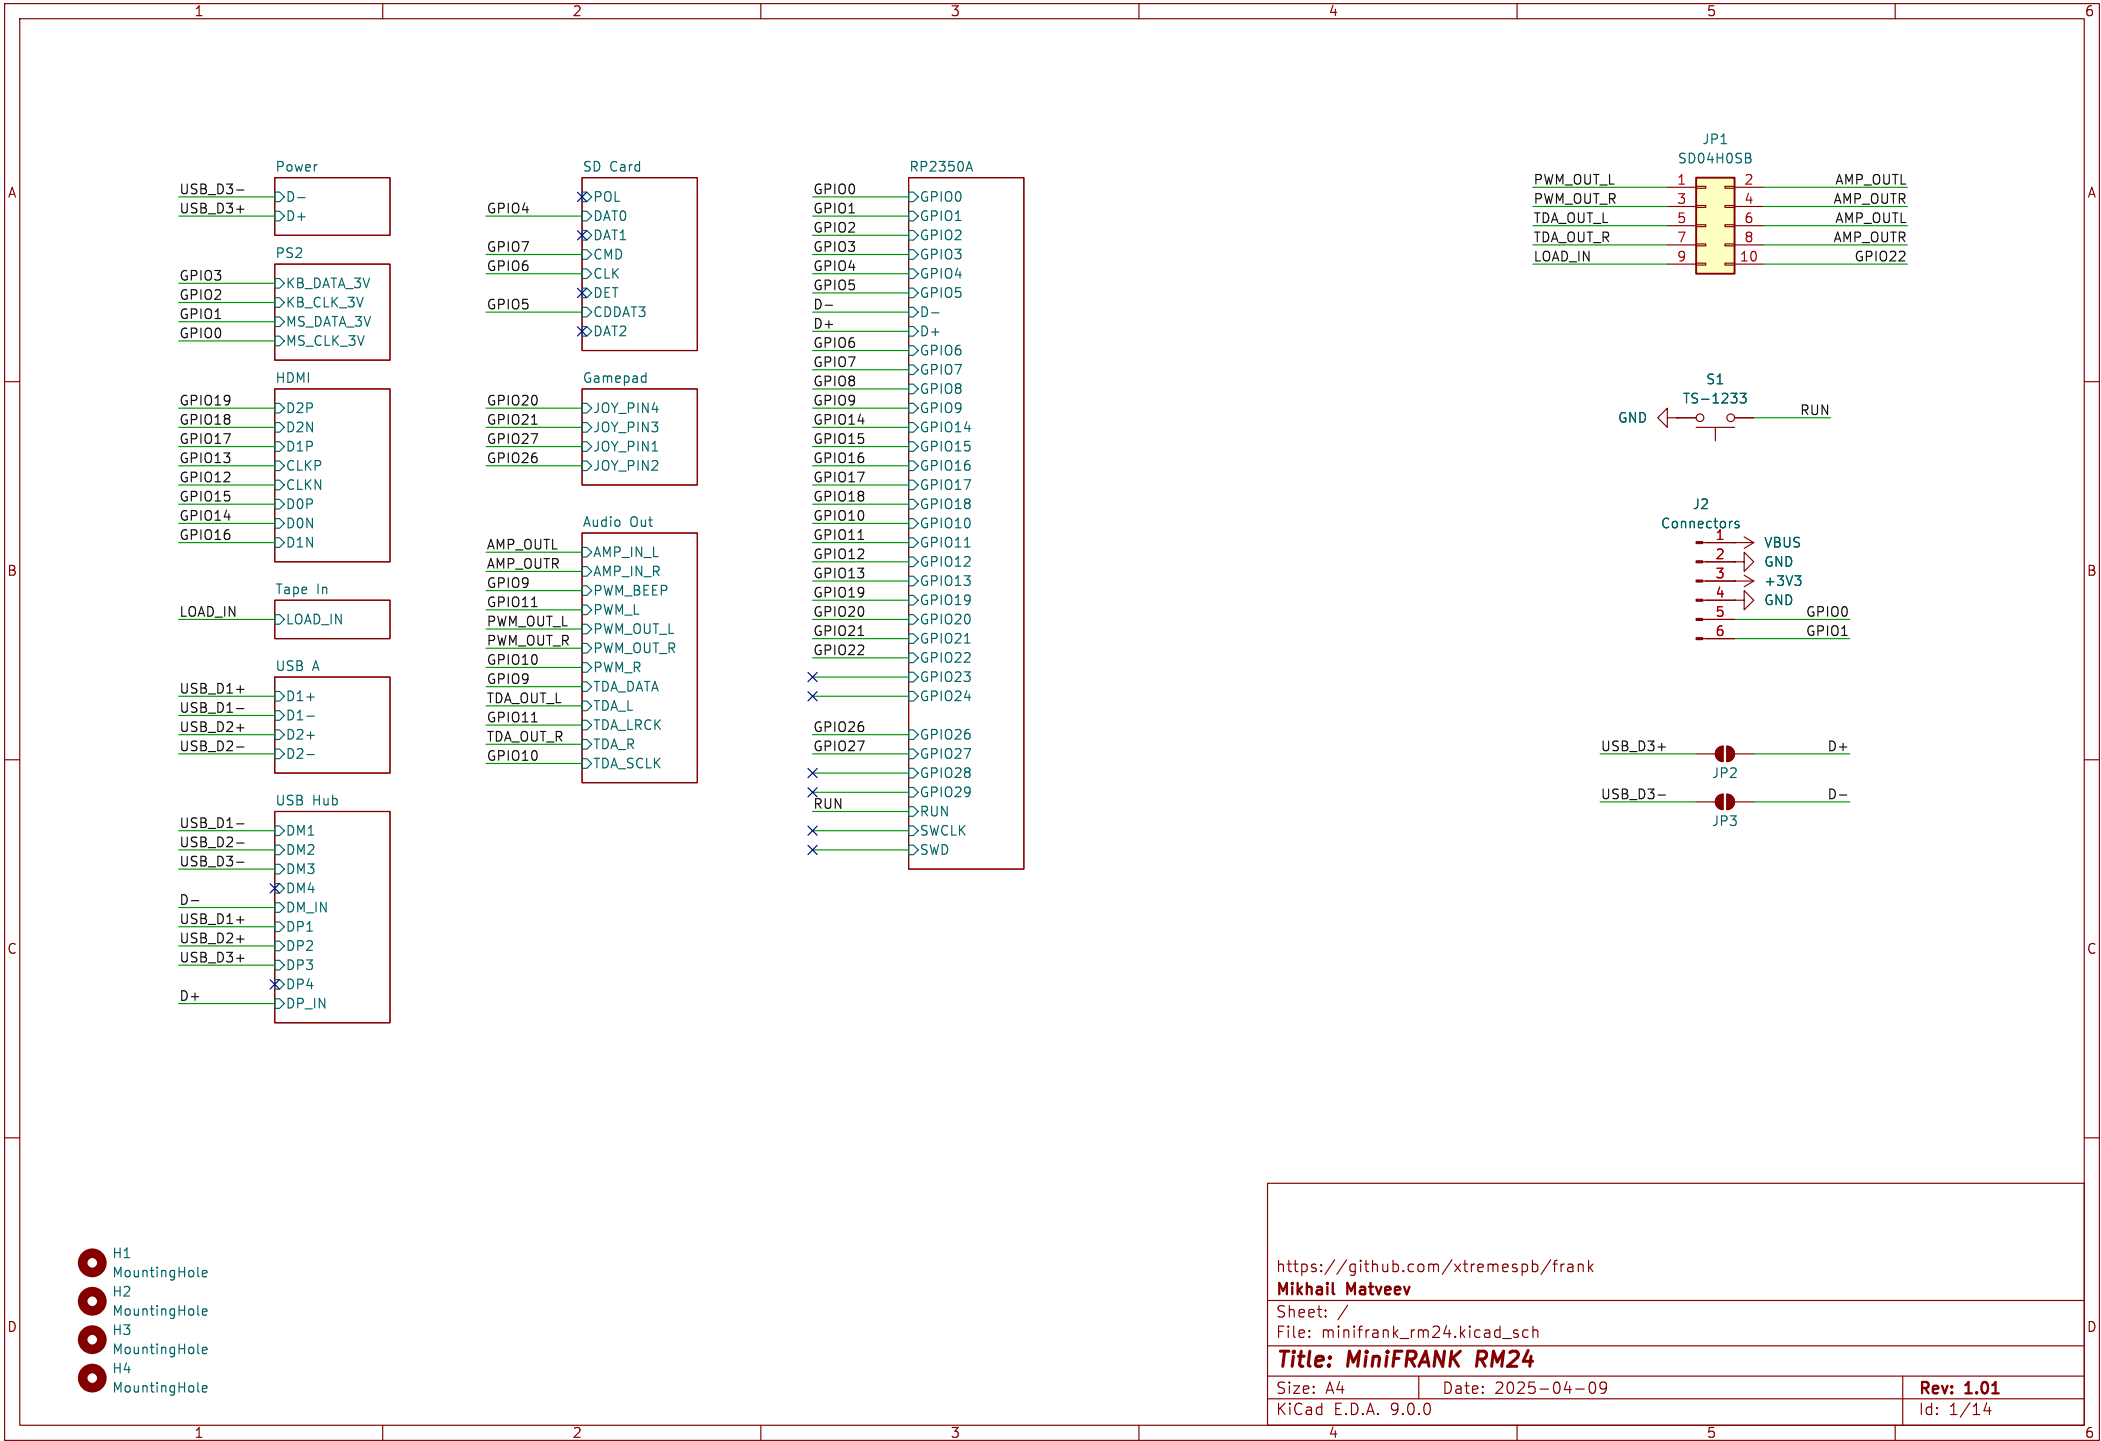 1 2 3 4 5 6
A
B
C
D
Power
USB_D3- D-
USB_D3+ D+
PS2
GPIO3 KB_DATA_3V
GPIO2 KB_CLK_3V
GPIO1 MS_DATA_3V
GPIO0 MS_CLK_3V
HDMI
GPIO19 D2P
GPIO18 D2N
GPIO17 D1P
GPIO13 CLKP
GPIO12 CLKN
GPIO15 D0P
GPIO14 D0N
GPIO16 D1N
Tape In
LOAD_IN LOAD_IN
USB A
USB_D1+ D1+
USB_D1- D1-
USB_D2+ D2+
USB_D2- D2-
USB Hub
USB_D1- DM1
USB_D2- DM2
USB_D3- DM3
DM4
D- DM_IN
USB_D1+ DP1
USB_D2+ DP2
USB_D3+ DP3
DP4
D+ DP_IN
SD Card
POL
GPIO4 DAT0
DAT1
GPIO7 CMD
GPIO6 CLK
DET
GPIO5 CDDAT3
DAT2
Gamepad
GPIO20 JOY_PIN4
GPIO21 JOY_PIN3
GPIO27 JOY_PIN1
GPIO26 JOY_PIN2
Audio Out
AMP_OUTL AMP_IN_L
AMP_OUTR AMP_IN_R
GPIO9 PWM_BEEP
GPIO11 PWM_L
PWM_OUT_L PWM_OUT_L
PWM_OUT_R PWM_OUT_R
GPIO10 PWM_R
GPIO9 TDA_DATA
TDA_OUT_L TDA_L
GPIO11 TDA_LRCK
TDA_OUT_R TDA_R
GPIO10 TDA_SCLK
RP2350A
GPIO0 GPIO0
GPIO1 GPIO1
GPIO2 GPIO2
GPIO3 GPIO3
GPIO4 GPIO4
GPIO5 GPIO5
D- D-
D+ D+
GPIO6 GPIO6
GPIO7 GPIO7
GPIO8 GPIO8
GPIO9 GPIO9
GPIO14 GPIO14
GPIO15 GPIO15
GPIO16 GPIO16
GPIO17 GPIO17
GPIO18 GPIO18
GPIO10 GPIO10
GPIO11 GPIO11
GPIO12 GPIO12
GPIO13 GPIO13
GPIO19 GPIO19
GPIO20 GPIO20
GPIO21 GPIO21
GPIO22 GPIO22
GPIO23
GPIO24
GPIO26 GPIO26
GPIO27 GPIO27
GPIO28
GPIO29
RUN RUN
SWCLK
SWD
JP1
SD04H0SB
PWM_OUT_L 1 2 AMP_OUTL
PWM_OUT_R 3 4 AMP_OUTR
TDA_OUT_L 5 6 AMP_OUTL
TDA_OUT_R 7 8 AMP_OUTR
LOAD_IN 9 10 GPIO22
S1
TS-1233
GND RUN
J2
Connectors
1 VBUS
2 GND
3 +3V3
4 GND
5 GPIO0
6 GPIO1
USB_D3+ D+
JP2
USB_D3- D-
JP3
H1
MountingHole
H2
MountingHole
H3
MountingHole
H4
MountingHole
https://github.com/xtremespb/frank
Mikhail Matveev
Sheet: /
File: minifrank_rm24.kicad_sch
Title: MiniFRANK RM24
Size: A4 Date: 2025-04-09 Rev: 1.01
KiCad E.D.A. 9.0.0 Id: 1/14
A
B
C
D
1 2 3 4 5 6